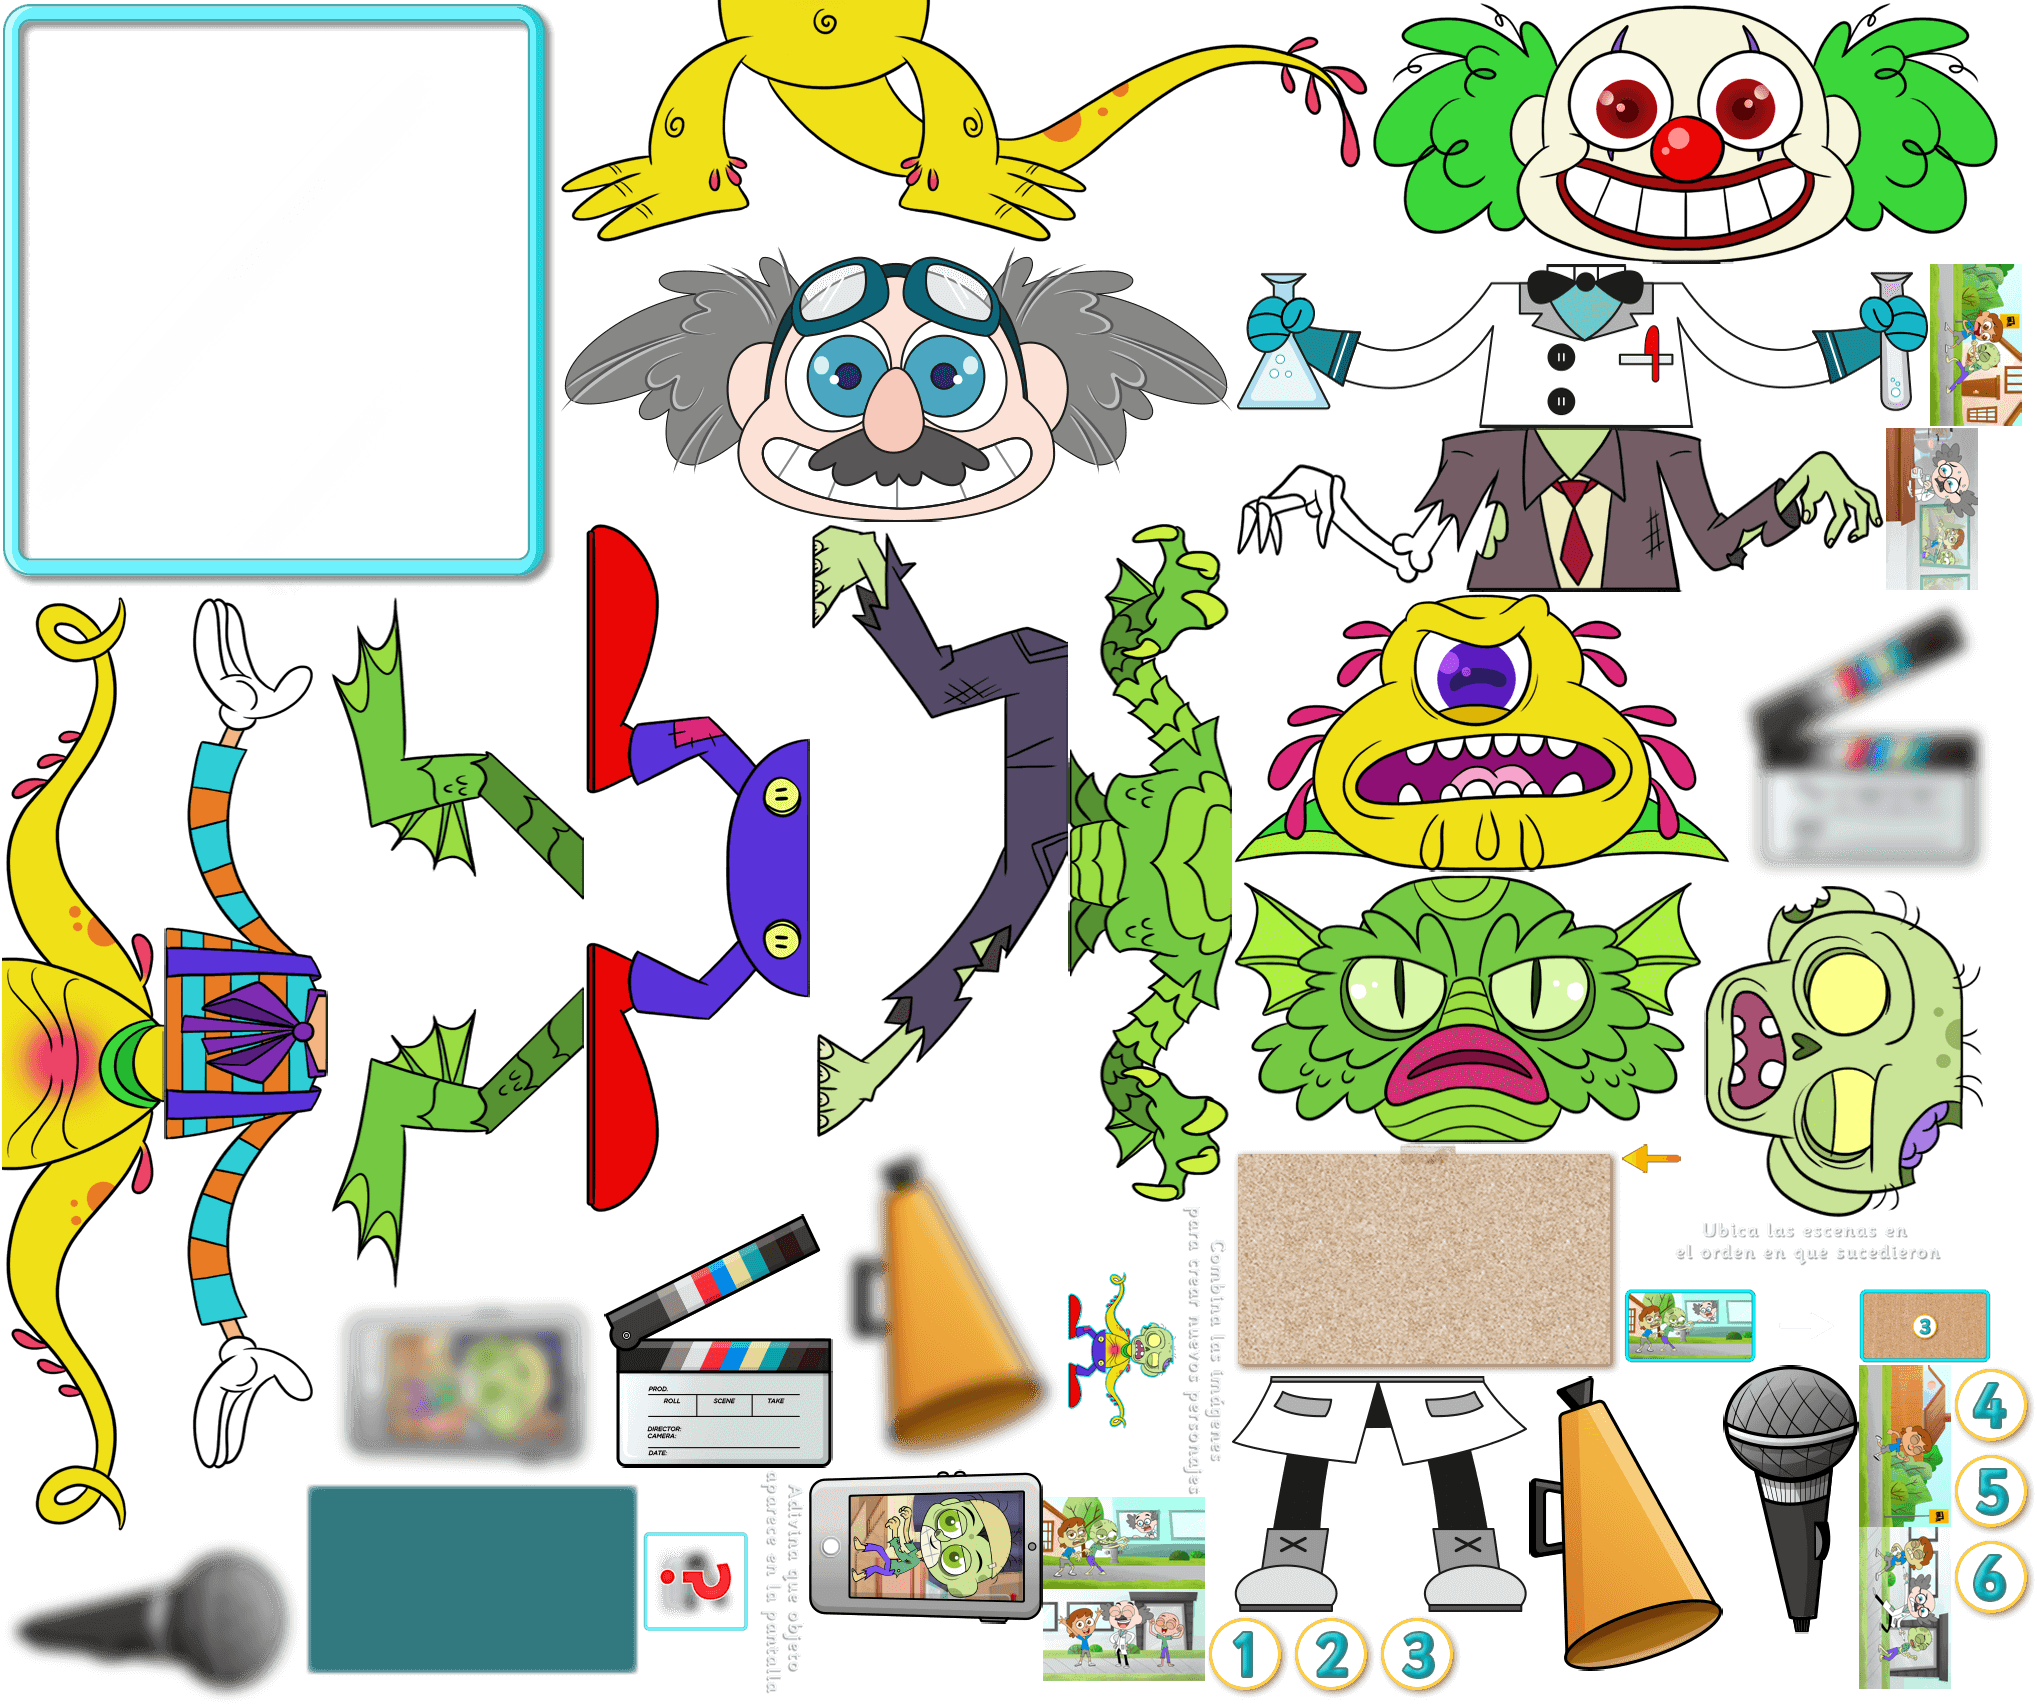 Ubica las escenas en
el orden en que sucedieron
Combina las imágenes
para crear nuevos personajes
Adivina que objeto
aparece en la pantalla
PROD.
ROLL SCENE TAKE
DIRECTOR:
CAMERA:
DATE:
?
3
4
5
6
1
2
3